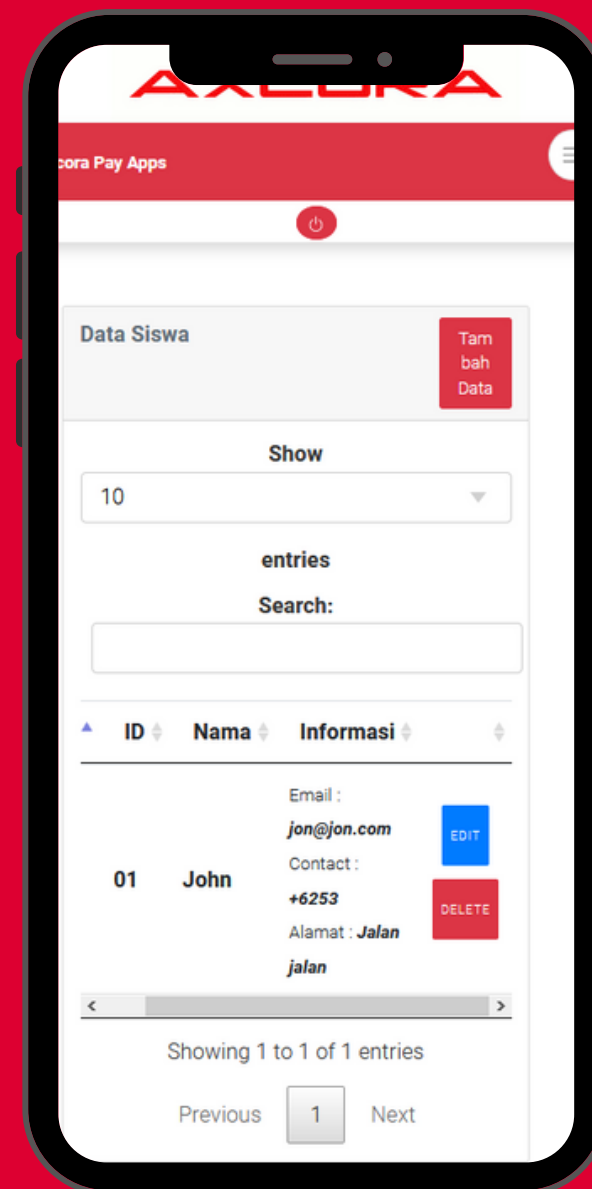 AXCORA
cora Pay Apps
Data Siswa
Tam
bah
Data
Show
10
entries
Search:
ID Nama Informasi
Email :
jon@jon.com
EDIT
Contact :
01 John
+6253
DELETE
Alamat : Jalan
jalan
Showing 1 to 1 of 1 entries
Previous 1 Next